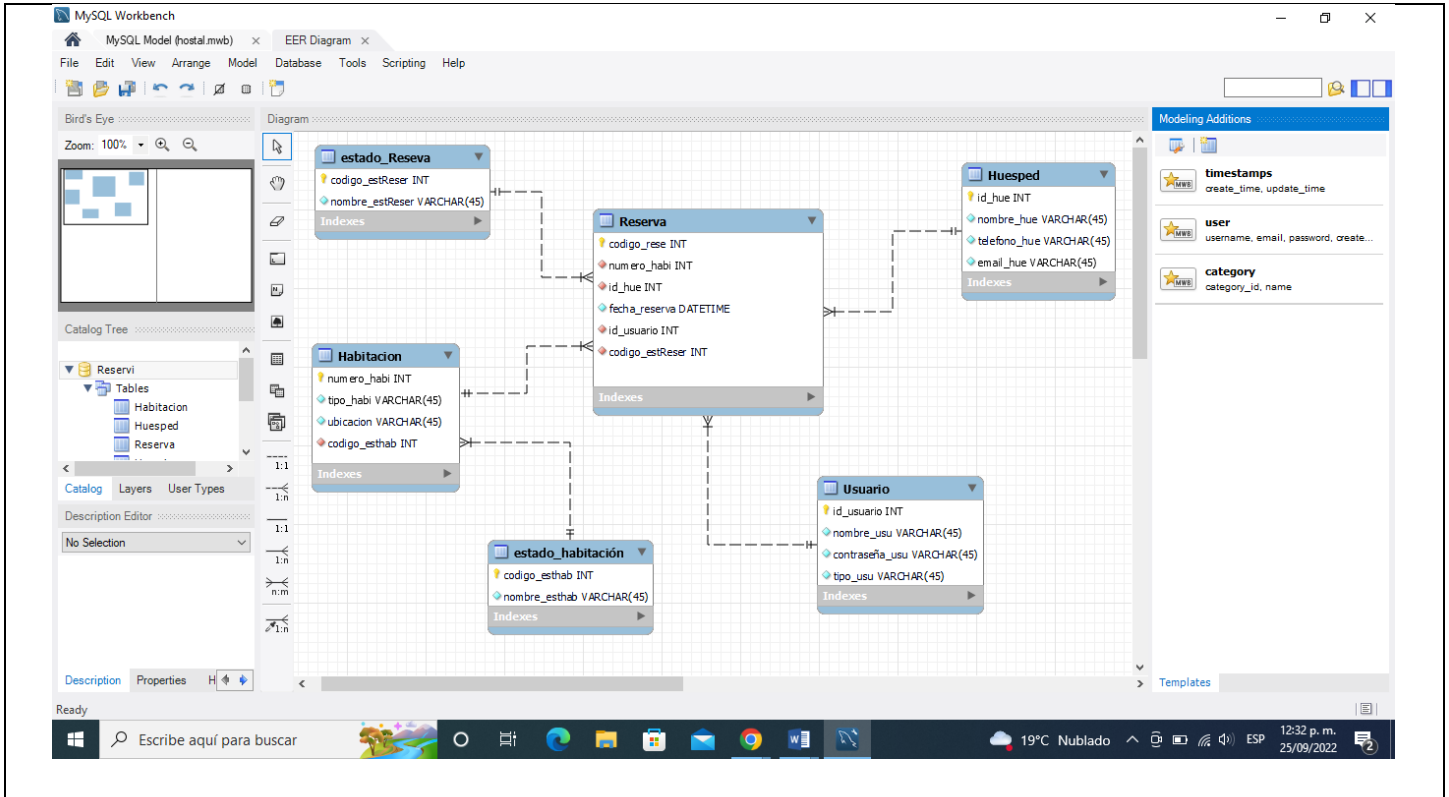 MySQL Workbench
MySQL Model (hostal.mwb) × EER Diagram ×
File Edit View Arrange Model Database Tools Scripting Help
Bird's Eye
Zoom: 100%
Catalog Tree
Reservi
Tables
Habitacion
Huesped
Reserva
Catalog Layers User Types
Description Editor
No Selection
Description Properties H
Ready
Diagram
1:1
1:n
1:1
1:n
n:m
1:n
estado_Reseva
codigo_estReser INT
nombre_estReser VARCHAR(45)
Indexes
Reserva
codigo_rese INT
numero_habi INT
id_hue INT
fecha_reserva DATETIME
id_usuario INT
codigo_estReser INT
Indexes
Huesped
id_hue INT
nombre_hue VARCHAR(45)
telefono_hue VARCHAR(45)
email_hue VARCHAR(45)
Indexes
Habitacion
numero_habi INT
tipo_habi VARCHAR(45)
ubicacion VARCHAR(45)
codigo_esthab INT
Indexes
estado_habitación
codigo_esthab INT
nombre_esthab VARCHAR(45)
Indexes
Usuario
id_usuario INT
nombre_usu VARCHAR(45)
contraseña_usu VARCHAR(45)
tipo_usu VARCHAR(45)
Indexes
Modeling Additions
timestamps
create_time, update_time
user
username, email, password, create...
category
category_id, name
Templates
Escribe aquí para buscar
19°C Nublado
ESP
12:32 p. m.
25/09/2022
2